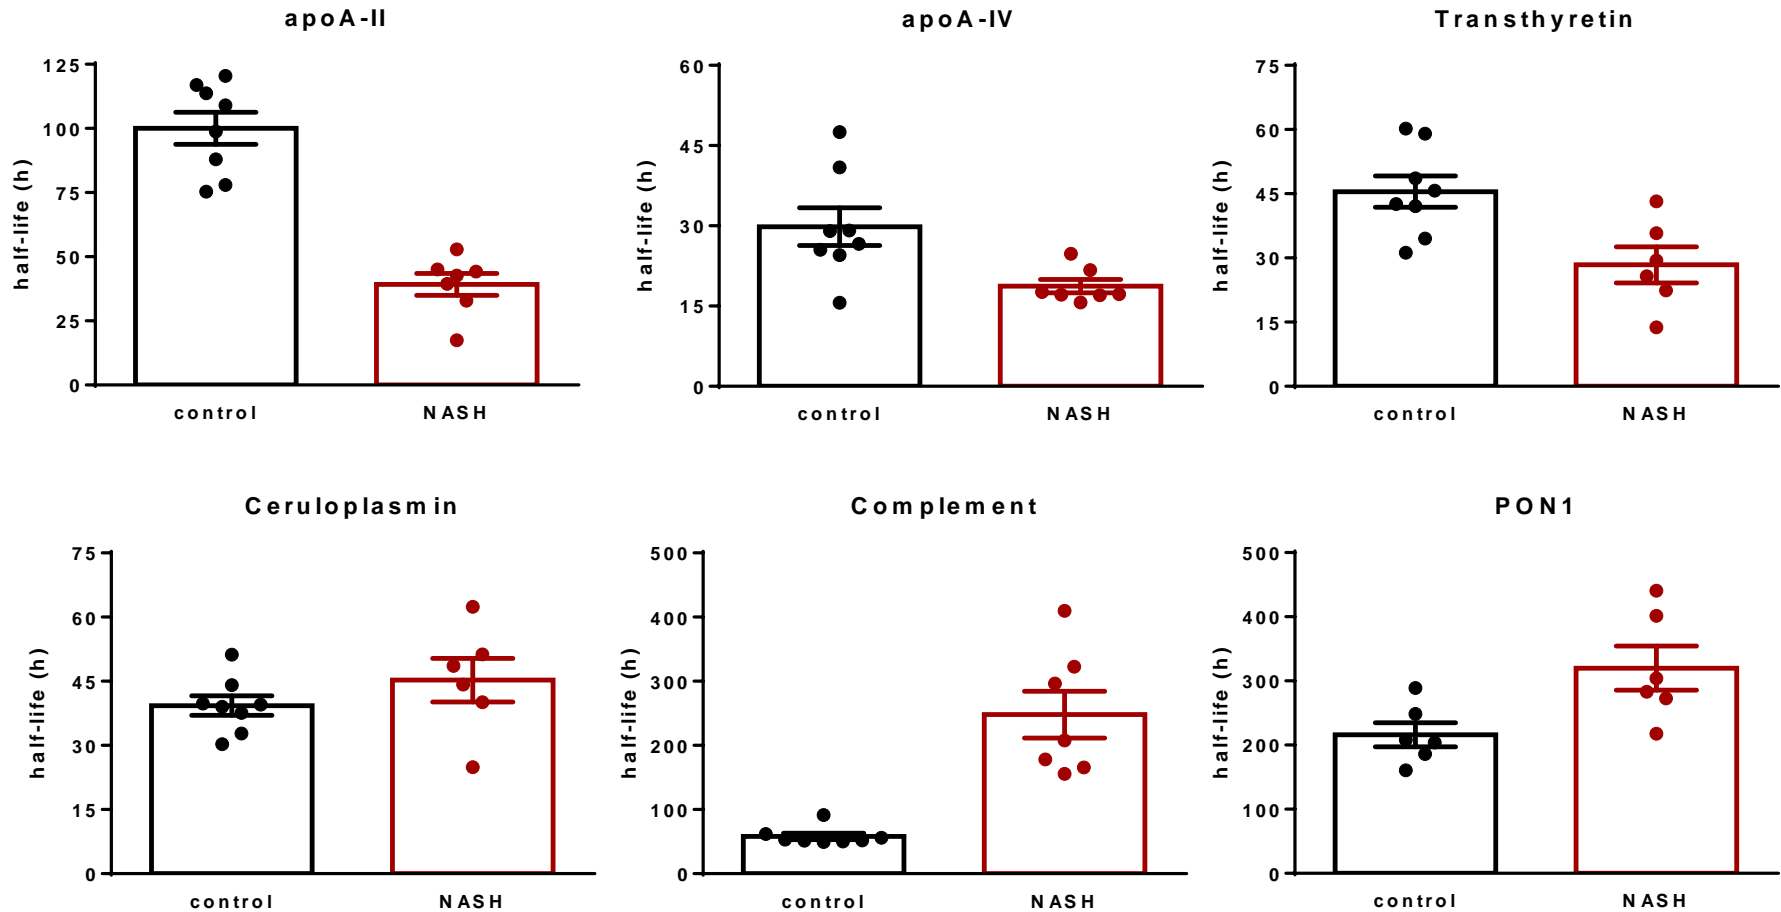 apoA-II
half-life (h)
125
100
75
50
25
0
control NASH
apoA-IV
half-life (h)
60
45
30
15
0
control NASH
Transthyretin
half-life (h)
75
60
45
30
15
0
control NASH
Ceruloplasmin
half-life (h)
75
60
45
30
15
0
control NASH
Complement
half-life (h)
500
400
300
200
100
0
control NASH
PON1
half-life (h)
500
400
300
200
100
0
control NASH